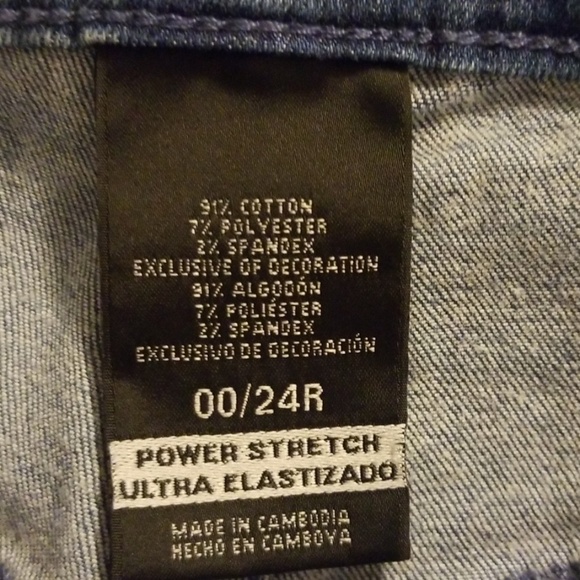 91% COTTON
7% POLYESTER
2% SPANDEX
EXCLUSIVE OF DECORATION
91% ALGODÓN
7% POLIÉSTER
2% SPANDEX
EXCLUSIVO DE DECORACIÓN
00/24R
POWER STRETCH
ULTRA ELASTIZADO
MADE IN CAMBODIA
HECHO EN CAMBOYA